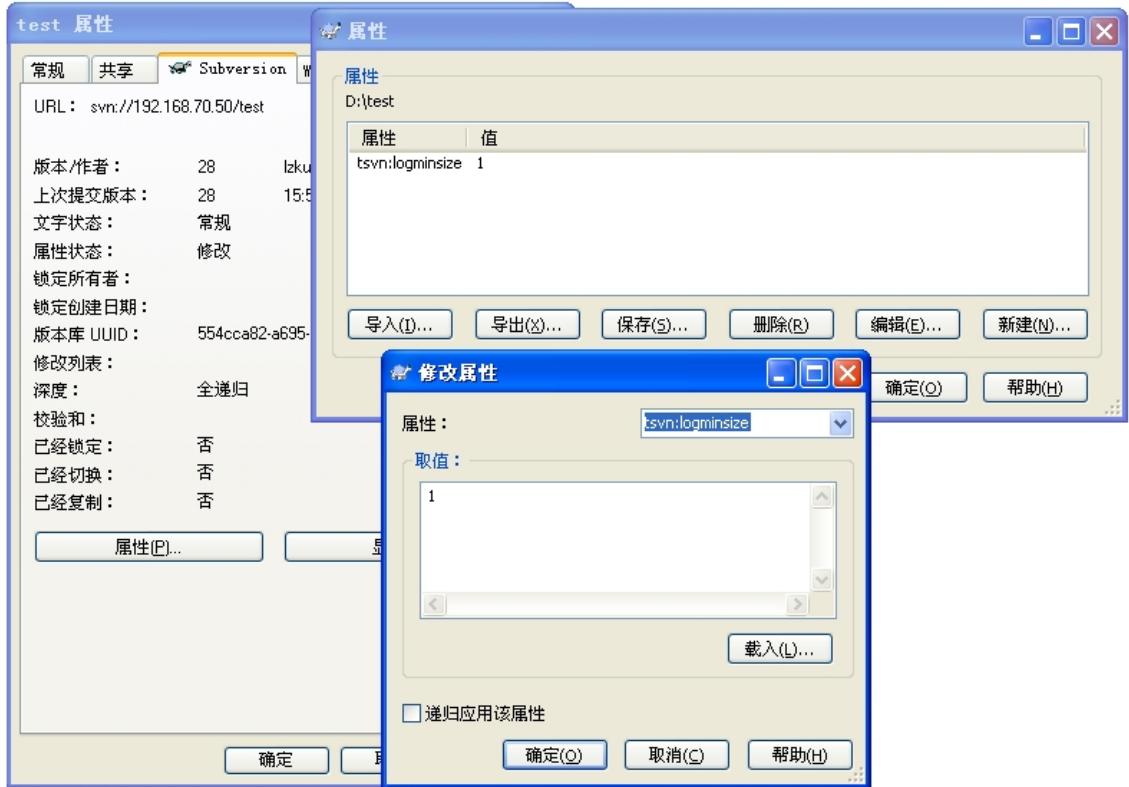 test 属性
常规 共享 Subversion W
URL： svn://192.168.70.50/test
版本/作者： 28 lzku
上次提交版本： 28 15:5
文字状态： 常规
属性状态： 修改
锁定所有者：
锁定创建日期：
版本库 UUID： 554cca82-a695-
修改列表：
深度： 全递归
校验和：
已经锁定： 否
已经切换： 否
已经复制： 否
属性(P)...
确定
属性
属性
D:\test
属性 值
tsvn:logminsize 1
导入(I)... 导出(X)... 保存(S)... 删除(R) 编辑(E)... 新建(N)...
确定(O) 帮助(H)
修改属性
属性： tsvn:logminsize
取值：
1
载入(L)...
递归应用该属性
确定(O) 取消(C) 帮助(H)